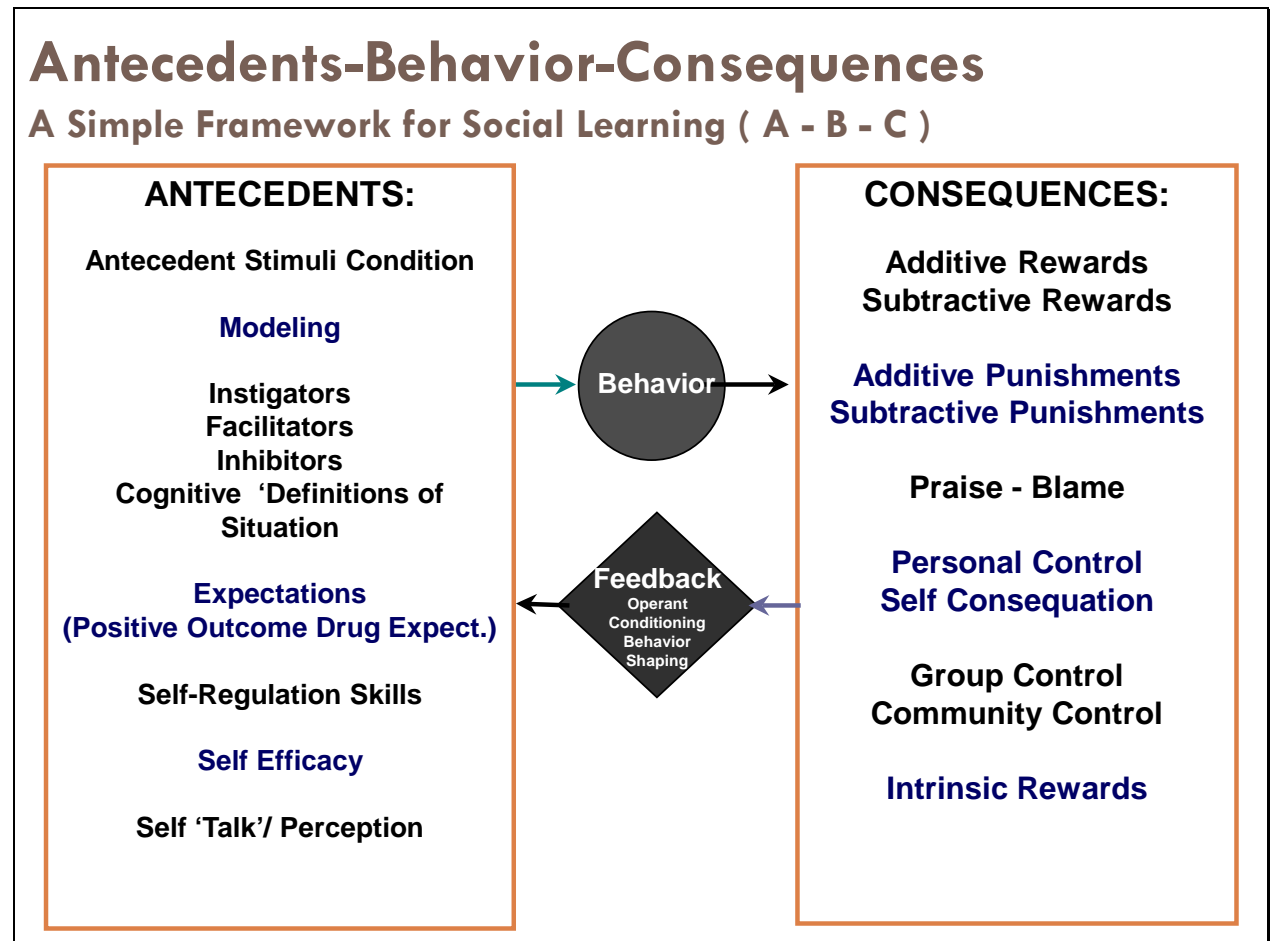 Antecedents-Behavior-Consequences
A Simple Framework for Social Learning ( A - B - C )
ANTECEDENTS:
Antecedent Stimuli Condition
Modeling
Instigators
Facilitators
Inhibitors
Cognitive ‘Definitions of
Situation
Expectations
(Positive Outcome Drug Expect.)
Self-Regulation Skills
Self Efficacy
Self ‘Talk’/ Perception
Behavior
Feedback
Operant
Conditioning
Behavior
Shaping
CONSEQUENCES:
Additive Rewards
Subtractive Rewards
Additive Punishments
Subtractive Punishments
Praise - Blame
Personal Control
Self Consequation
Group Control
Community Control
Intrinsic Rewards